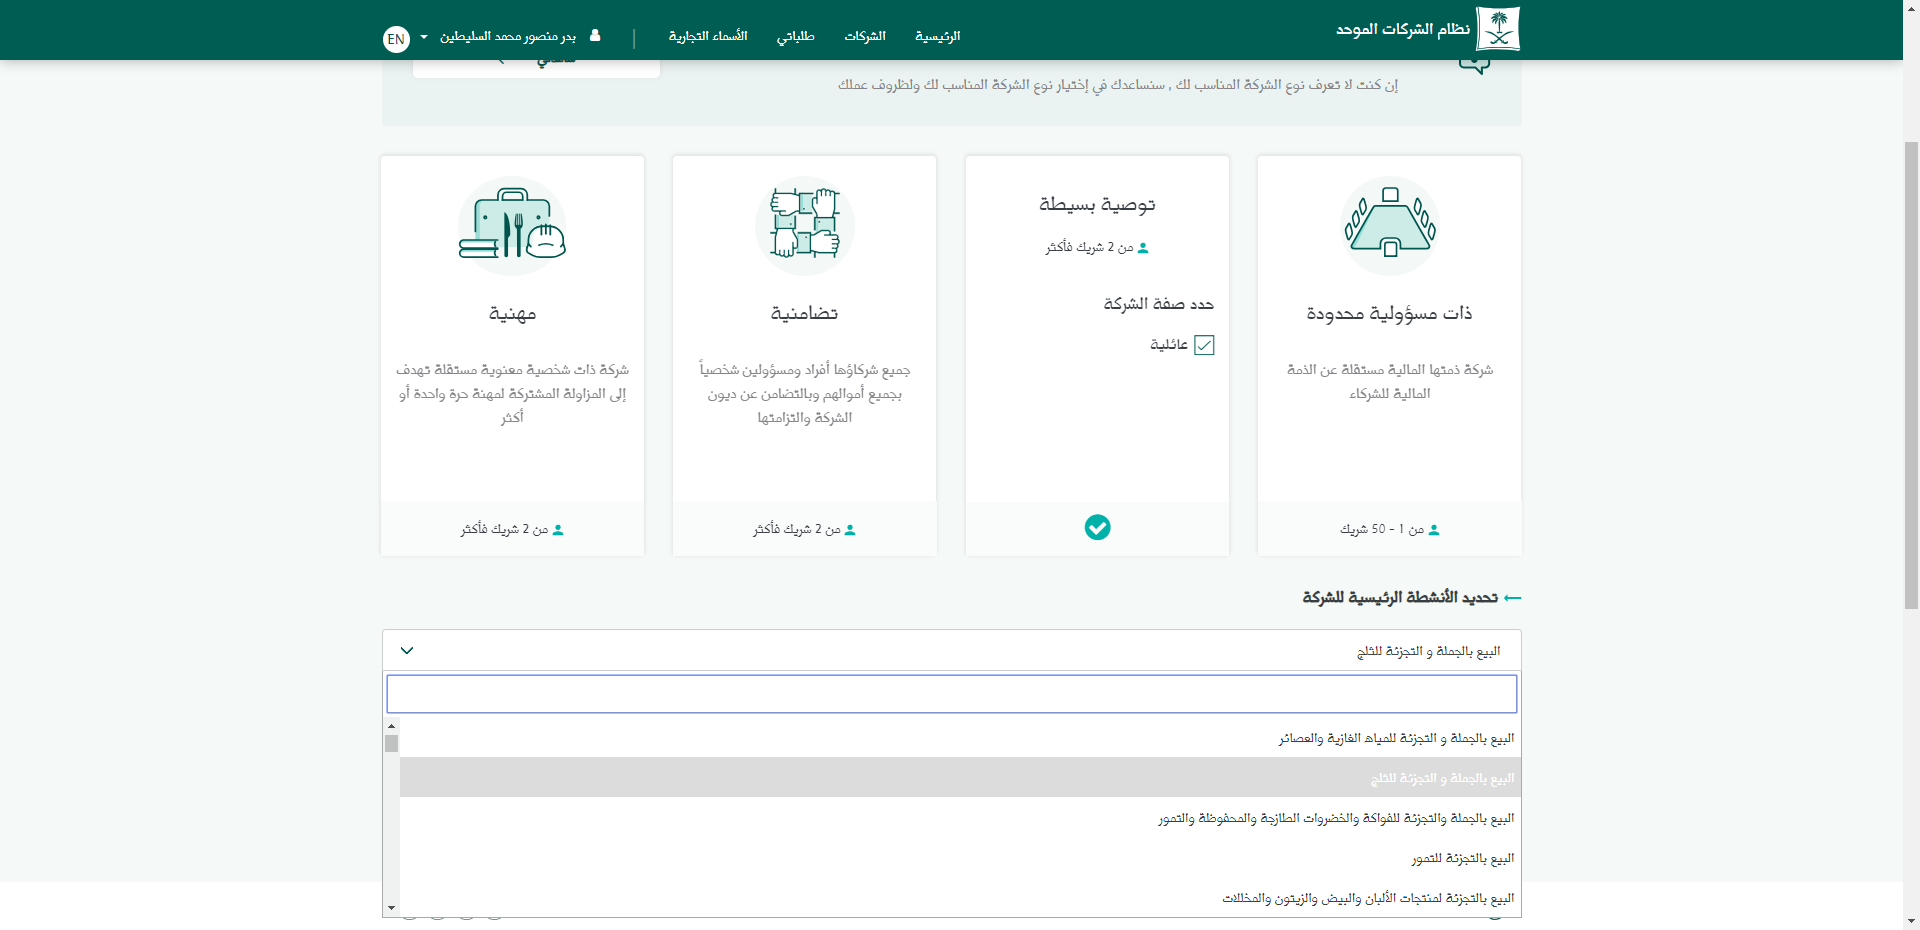 نظام الشركات الموحد
الرئيسية
الشركات
طلباتي
الأسماء التجارية
بدر منصور محمد السليطين
EN
إن كنت لا تعرف نوع الشركة المناسب لك , سنساعدك في إختيار نوع الشركة المناسب لك ولظروف عملك
ذات مسؤولية محدودة
شركة ذمتها المالية مستقلة عن الذمة
المالية للشركاء
من 1 - 50 شريك
توصية بسيطة
من 2 شريك فأكثر
حدد صفة الشركة
عائلية
تضامنية
جميع شركاؤها أفراد ومسؤولين شخصياً
بجميع أموالهم وبالتضامن عن ديون
الشركة والتزامتها
من 2 شريك فأكثر
مهنية
شركة ذات شخصية معنوية مستقلة تهدف
إلى المزاولة المشتركة لمهنة حرة واحدة أو
أكثر
من 2 شريك فأكثر
تحديد الأنشطة الرئيسية للشركة
البيع بالجملة و التجزئة للثلج
البيع بالجملة و التجزئة للمياه الغازية والعصائر
البيع بالجملة و التجزئة للثلج
البيع بالجملة والتجزئة للفواكة والخضروات الطازجة والمحفوظة والتمور
البيع بالتجزئة للتمور
البيع بالتجزئة لمنتجات الألبان والبيض والزيتون والمخللات